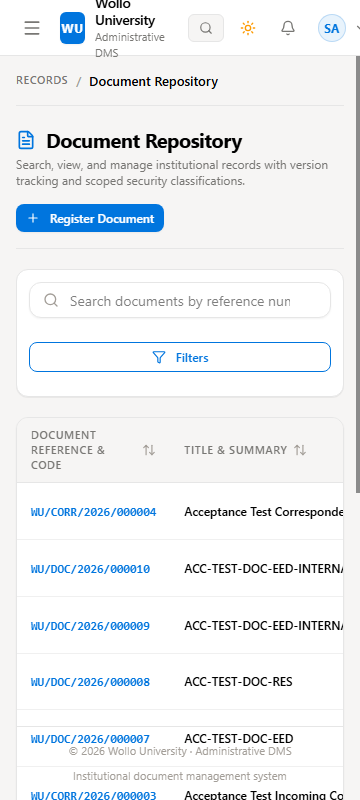 Wollo
University
WU
Administrative
DMS
SA
RECORDS / Document Repository
Document Repository
Search, view, and manage institutional records with version
tracking and scoped security classifications.
+ Register Document
Search documents by reference nun
Filters
DOCUMENT
REFERENCE &
CODE
TITLE & SUMMARY
WU/CORR/2026/000004 Acceptance Test Corresponde
WU/DOC/2026/000010 ACC-TEST-DOC-EED-INTERNA
WU/DOC/2026/000009 ACC-TEST-DOC-EED-INTERNA
WU/DOC/2026/000008 ACC-TEST-DOC-RES
WU/DOC/2026/000007 ACC-TEST-DOC-EED
© 2026 Wollo University · Administrative DMS
Institutional document management system
WU/CORR/2026/000003 Acceptance Test Incoming Co